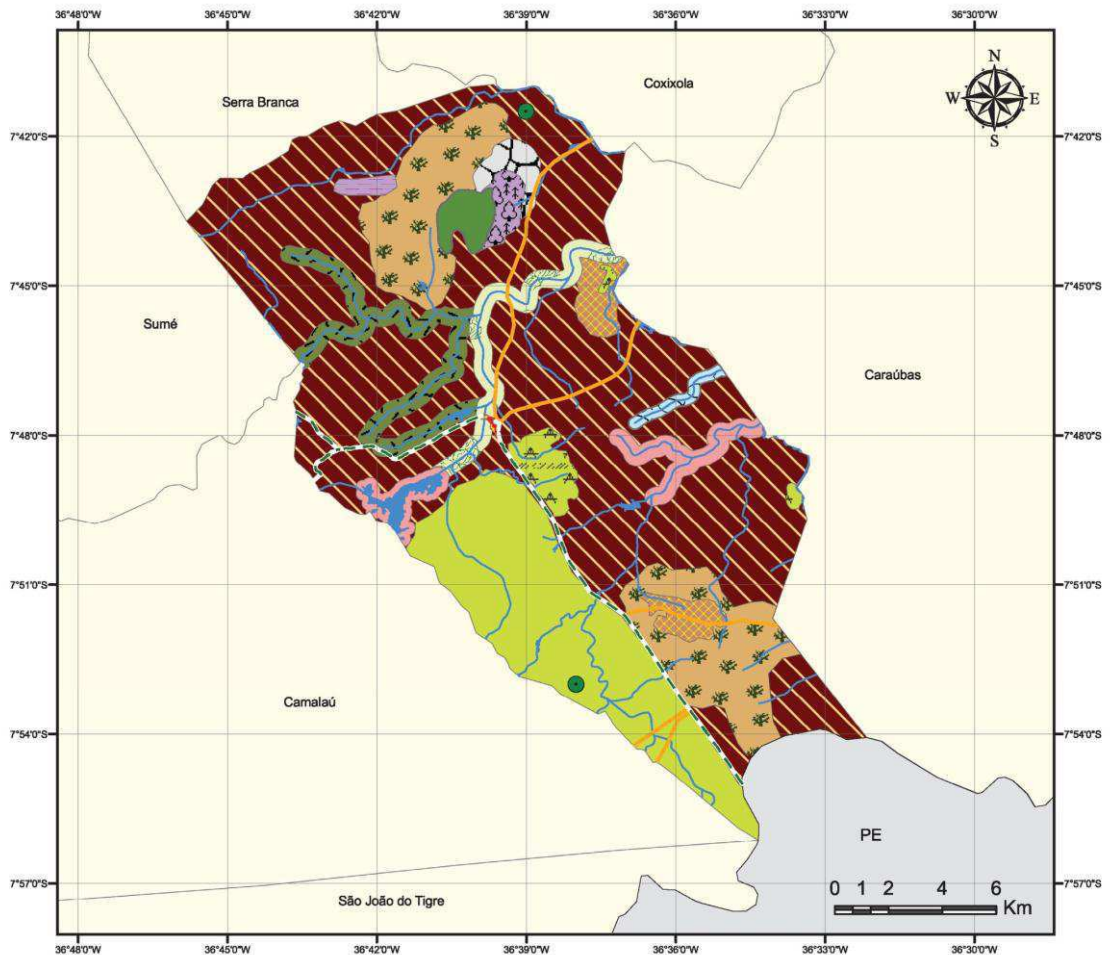 36°48'0"W 36°45'0"W 36°42'0"W 36°39'0"W 36°36'0"W 36°33'0"W 36°30'0"W
N
W E
S
Coxixola
Serra Branca
7°42'0"S 7°42'0"S
7°45'0"S 7°45'0"S
Sumé
Caraúbas
7°48'0"S 7°48'0"S
7°51'0"S 7°51'0"S
Camalaú
7°54'0"S 7°54'0"S
PE
7°57'0"S 7°57'0"S
0 1 2 4 6
Km
São João do Tigre
36°48'0"W 36°45'0"W 36°42'0"W 36°39'0"W 36°36'0"W 36°33'0"W 36°30'0"W